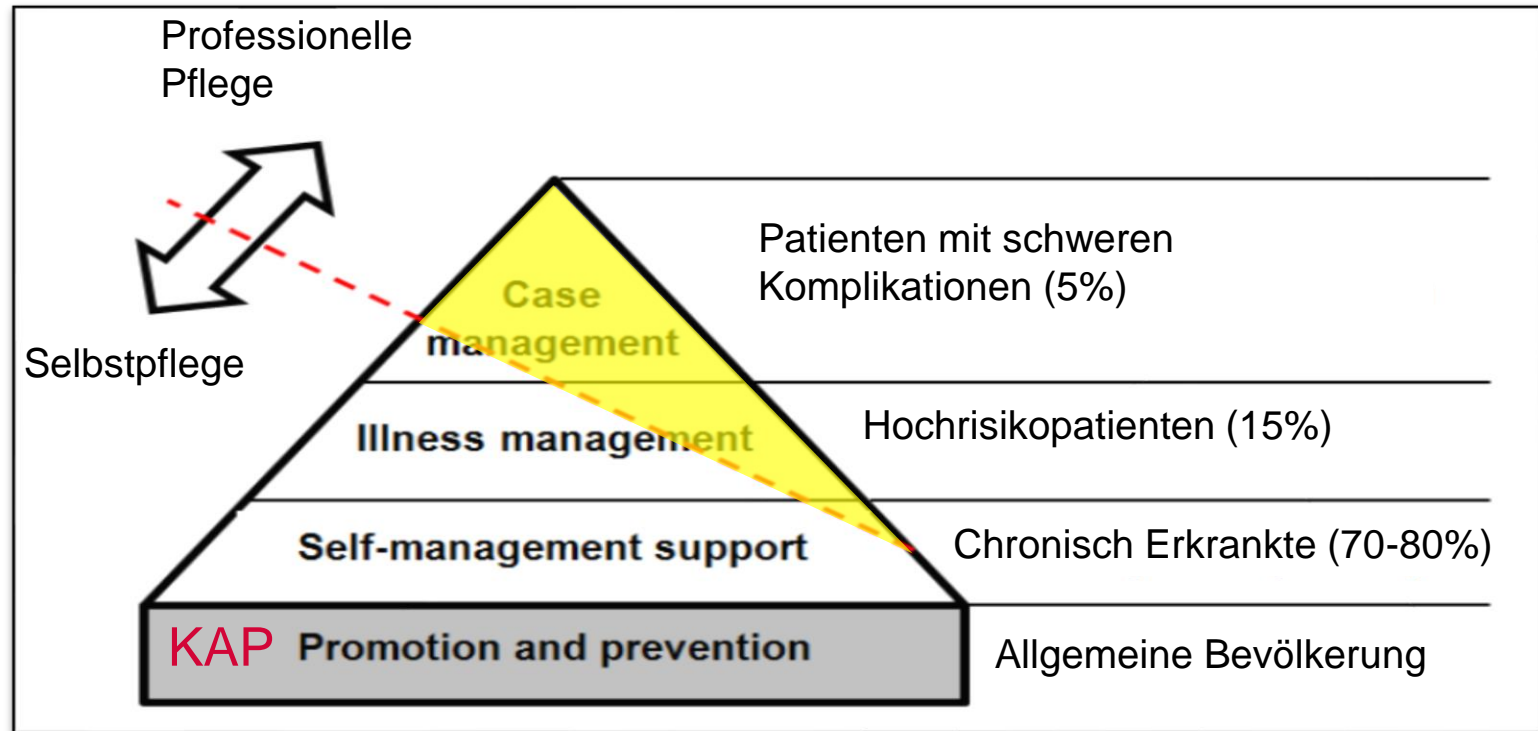 Professionelle
Pflege
Selbstpflege
Case
management
Patienten mit schweren
Komplikationen (5%)
Illness management
Hochrisikopatienten (15%)
Self-management support
Chronisch Erkrankte (70-80%)
KAP Promotion and prevention
Allgemeine Bevölkerung